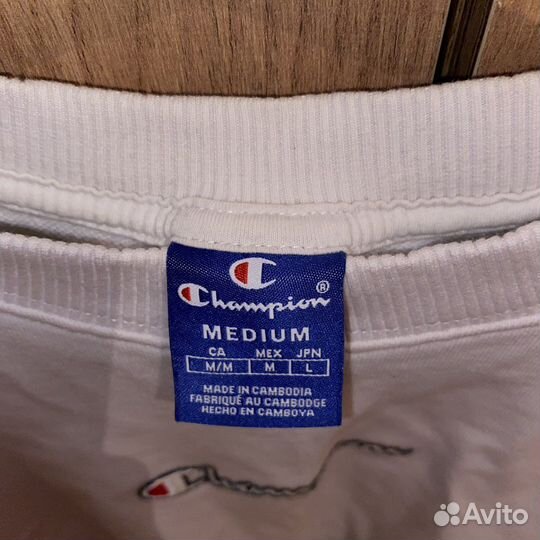 Champion®
MEDIUM
CA MEX JPN
M/M M L
MADE IN CAMBODIA
FABRIQUÉ AU CAMBODGE
HECHO EN CAMBOYA
Avito